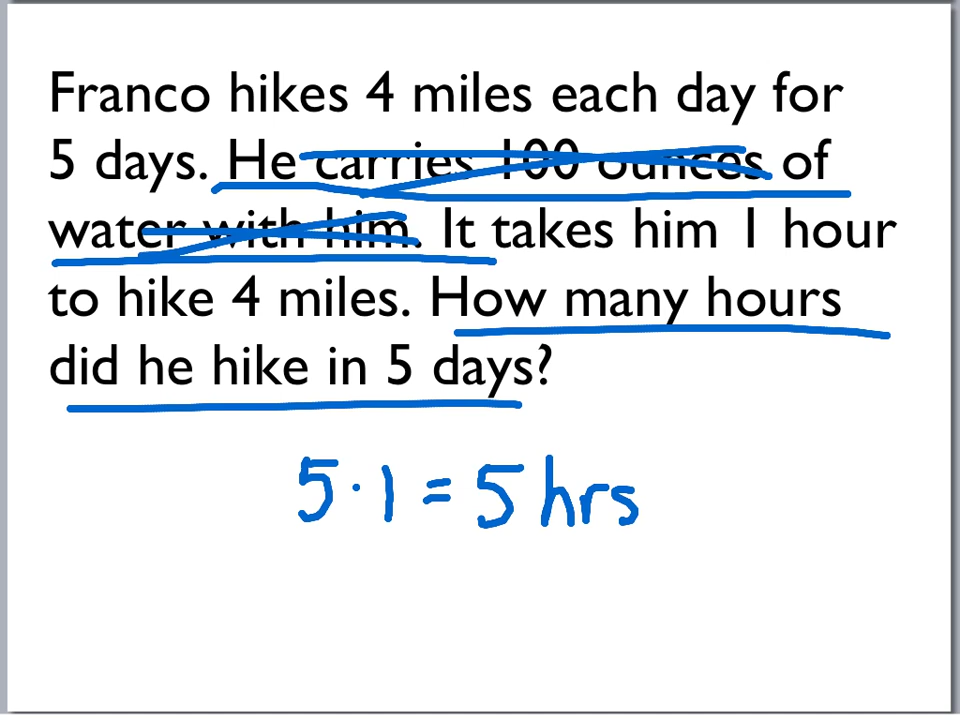 Franco hikes 4 miles each day for
5 days. He carries 100 ounces of
water with him. It takes him 1 hour
to hike 4 miles. How many hours
did he hike in 5 days?
5 · 1 = 5 hrs